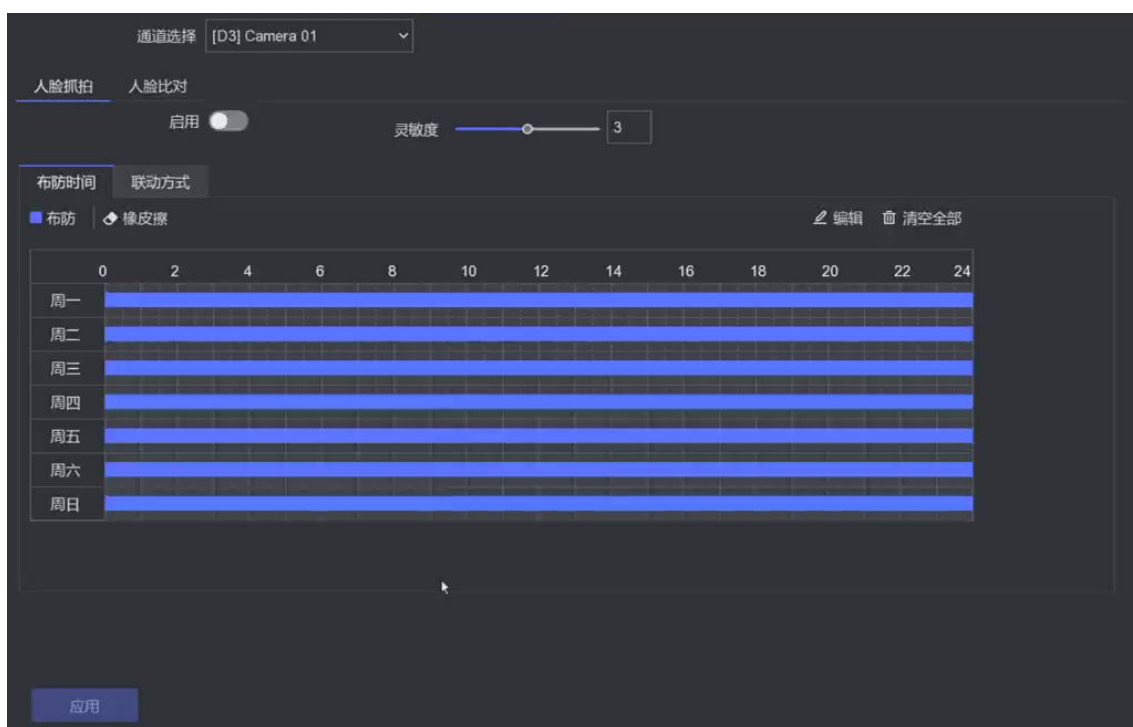 通道选择 [D3] Camera 01
人脸抓拍 人脸比对
启用 灵敏度 3
布防时间 联动方式
布防 橡皮擦 编辑 清空全部
0 2 4 6 8 10 12 14 16 18 20 22 24
周一
周二
周三
周四
周五
周六
周日
应用